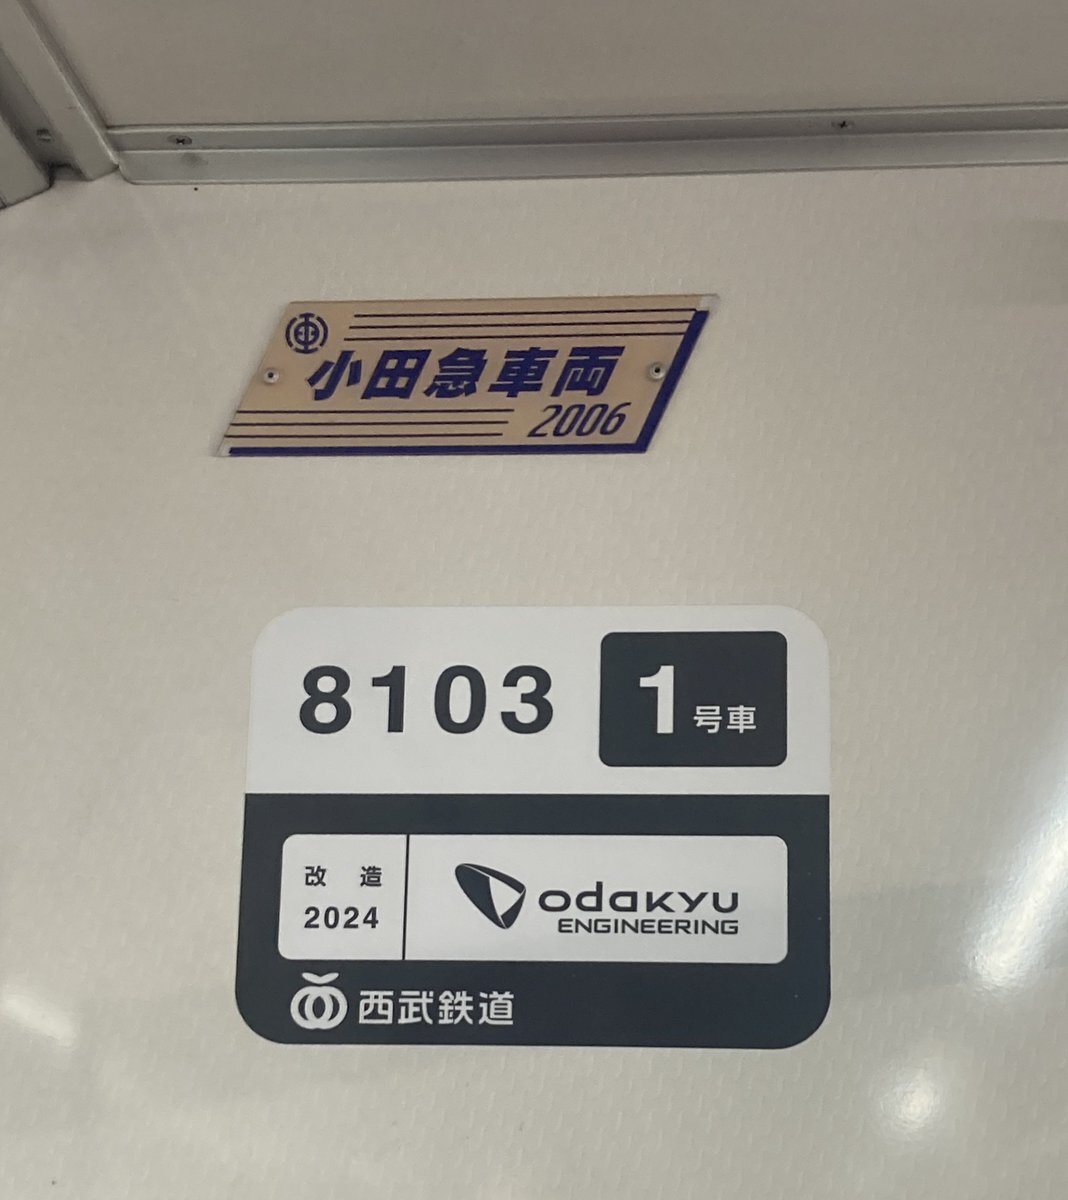 小田急車両
2006
8103 1号車
改造
2024
odakyu
ENGINEERING
西武鉄道